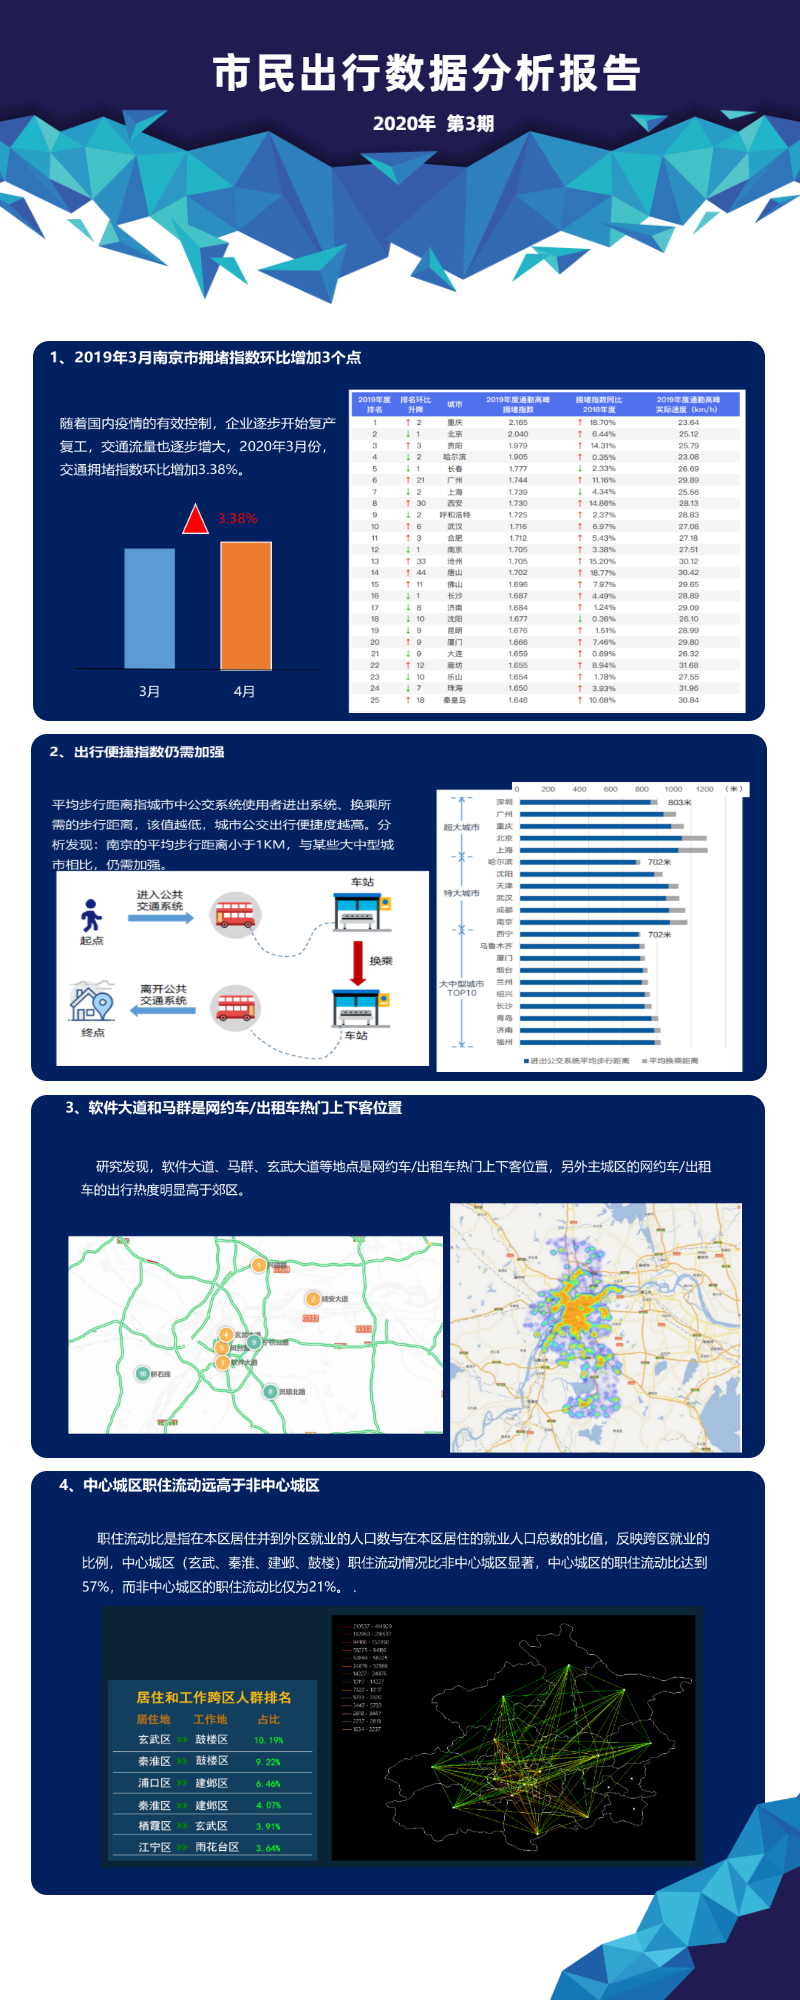 市民出行数据分析报告
2020年 第3期
1、2019年3月南京市拥堵指数环比增加3个点
随着国内疫情的有效控制，企业逐步开始复产
复工，交通流量也逐步增大，2020年3月份，
交通拥堵指数环比增加3.38%。
3.38%
3月 4月
2019年度排名 排名环比升降 城市 2019年度通勤高峰拥堵指数 拥堵指数同比2018年度 2019年度通勤高峰实际速度（km/h）
1 ↑ 2 重庆 2.165 ↑ 18.70% 23.64
2 ↓ 1 北京 2.040 ↑ 6.44% 25.12
3 ↑ 3 贵阳 1.979 ↑ 14.31% 25.79
4 ↓ 2 哈尔滨 1.905 ↑ 0.35% 23.08
5 ↓ 1 长春 1.777 ↓ 2.33% 26.69
6 ↑ 21 广州 1.744 ↑ 11.16% 29.89
7 ↓ 2 上海 1.739 ↓ 4.34% 25.56
8 ↑ 30 西安 1.730 ↑ 14.86% 28.13
9 ↓ 2 呼和浩特 1.725 ↑ 2.37% 28.83
10 ↑ 6 武汉 1.716 ↑ 6.97% 27.08
11 ↑ 3 合肥 1.712 ↑ 5.43% 27.18
12 ↓ 1 南京 1.705 ↑ 3.38% 27.51
13 ↑ 33 沧州 1.705 ↑ 15.20% 30.12
14 ↑ 44 唐山 1.702 ↑ 18.77% 30.42
15 ↑ 11 佛山 1.696 ↑ 7.97% 29.65
16 ↓ 1 长沙 1.687 ↑ 4.49% 28.89
17 ↓ 8 济南 1.684 ↑ 1.24% 29.09
18 ↓ 10 沈阳 1.677 ↓ 0.36% 26.10
19 ↓ 9 昆明 1.676 ↑ 1.51% 28.99
20 ↑ 9 厦门 1.666 ↑ 7.46% 29.80
21 ↓ 9 大连 1.659 ↑ 0.69% 26.32
22 ↑ 12 廊坊 1.655 ↑ 8.94% 31.68
23 ↓ 10 乐山 1.654 ↑ 1.78% 27.55
24 ↓ 7 珠海 1.650 ↑ 3.93% 31.96
25 ↑ 18 秦皇岛 1.646 ↑ 10.68% 30.84
2、出行便捷指数仍需加强
平均步行距离指城市中公交系统使用者进出系统、换乘所
需的步行距离，该值越低，城市公交出行便捷度越高。分
析发现：南京的平均步行距离小于1KM，与某些大中型城
市相比，仍需加强。
起点
进入公共
交通系统
车站
换乘
车站
离开公共
交通系统
终点
0 200 400 600 800 1000 1200 （米）
超大城市
深圳 803米
广州
重庆
北京
上海
特大城市
哈尔滨 702米
沈阳
天津
武汉
成都
南京
大中型城市
TOP10
西宁 702米
乌鲁木齐
厦门
烟台
兰州
绍兴
长沙
青岛
济南
福州
进出公交系统平均步行距离 平均换乘距离
3、软件大道和马群是网约车/出租车热门上下客位置
研究发现，软件大道、马群、玄武大道等地点是网约车/出租车热门上下客位置，另外主城区的网约车/出租
车的出行热度明显高于郊区。
1
2 靖安大道
G312
G312
4 玄武大道
宁杭公路
软件大道
10 桥石线
8 灵顺北路
4、中心城区职住流动远高于非中心城区
职住流动比是指在本区居住并到外区就业的人口数与在本区居住的就业人口总数的比值，反映跨区就业的
比例，中心城区（玄武、秦淮、建邺、鼓楼）职住流动情况比非中心城区显著，中心城区的职住流动比达到
57%，而非中心城区的职住流动比仅为21%。 .
居住和工作跨区人群排名
居住地 工作地 占比
玄武区 >> 鼓楼区 10.19%
秦淮区 >> 鼓楼区 9.22%
浦口区 >> 建邺区 6.46%
秦淮区 >> 建邺区 4.07%
栖霞区 >> 玄武区 3.91%
江宁区 >> 雨花台区 3.64%